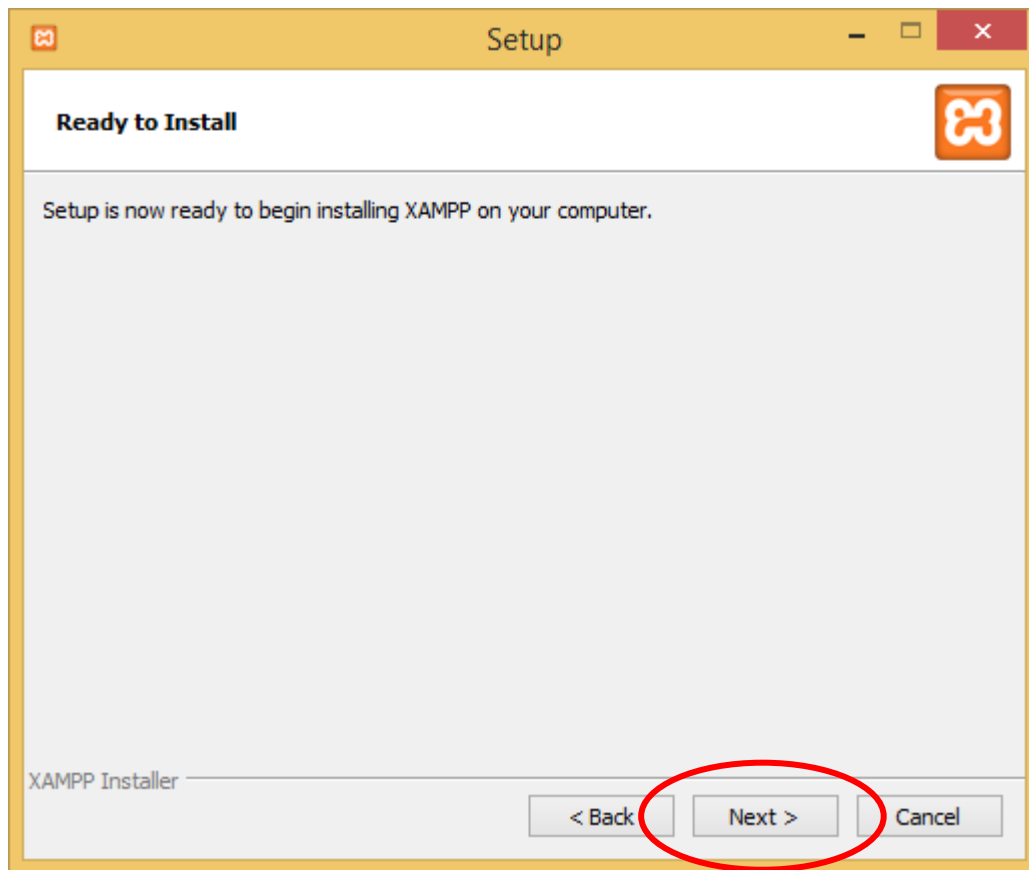 Setup
Ready to Install
Setup is now ready to begin installing XAMPP on your computer.
XAMPP Installer
< Back Next > Cancel